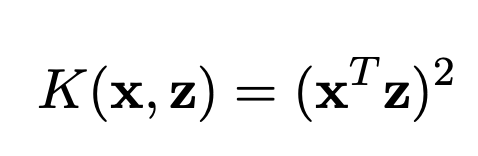 K(x, z) = (xᵀz)²